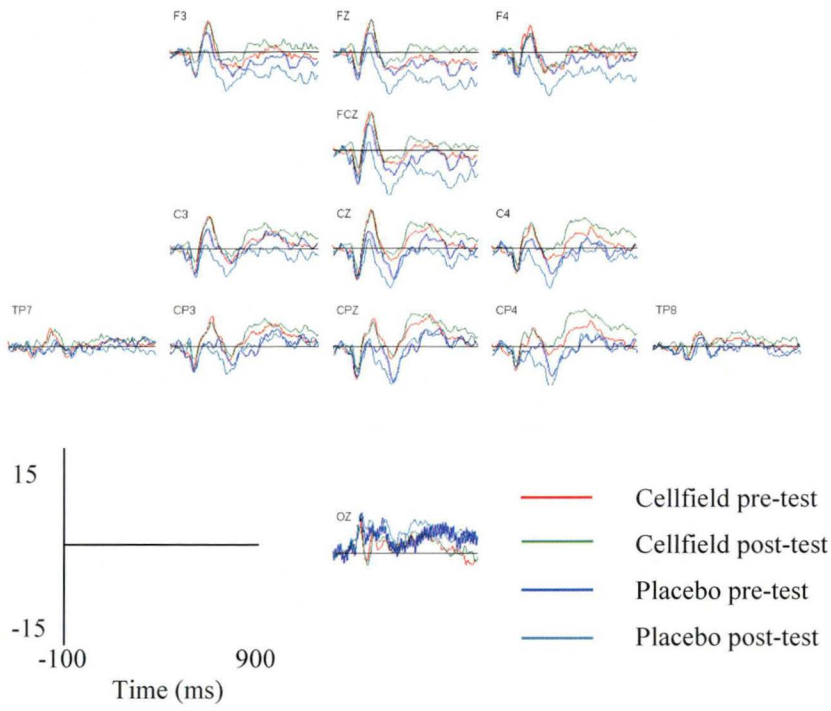 F3 FZ F4
FCZ
C3 CZ C4
TP7 CP3 CPZ CP4 TP8
15
-15
-100 900
Time (ms)
OZ
Cellfield pre-test
Cellfield post-test
Placebo pre-test
Placebo post-test